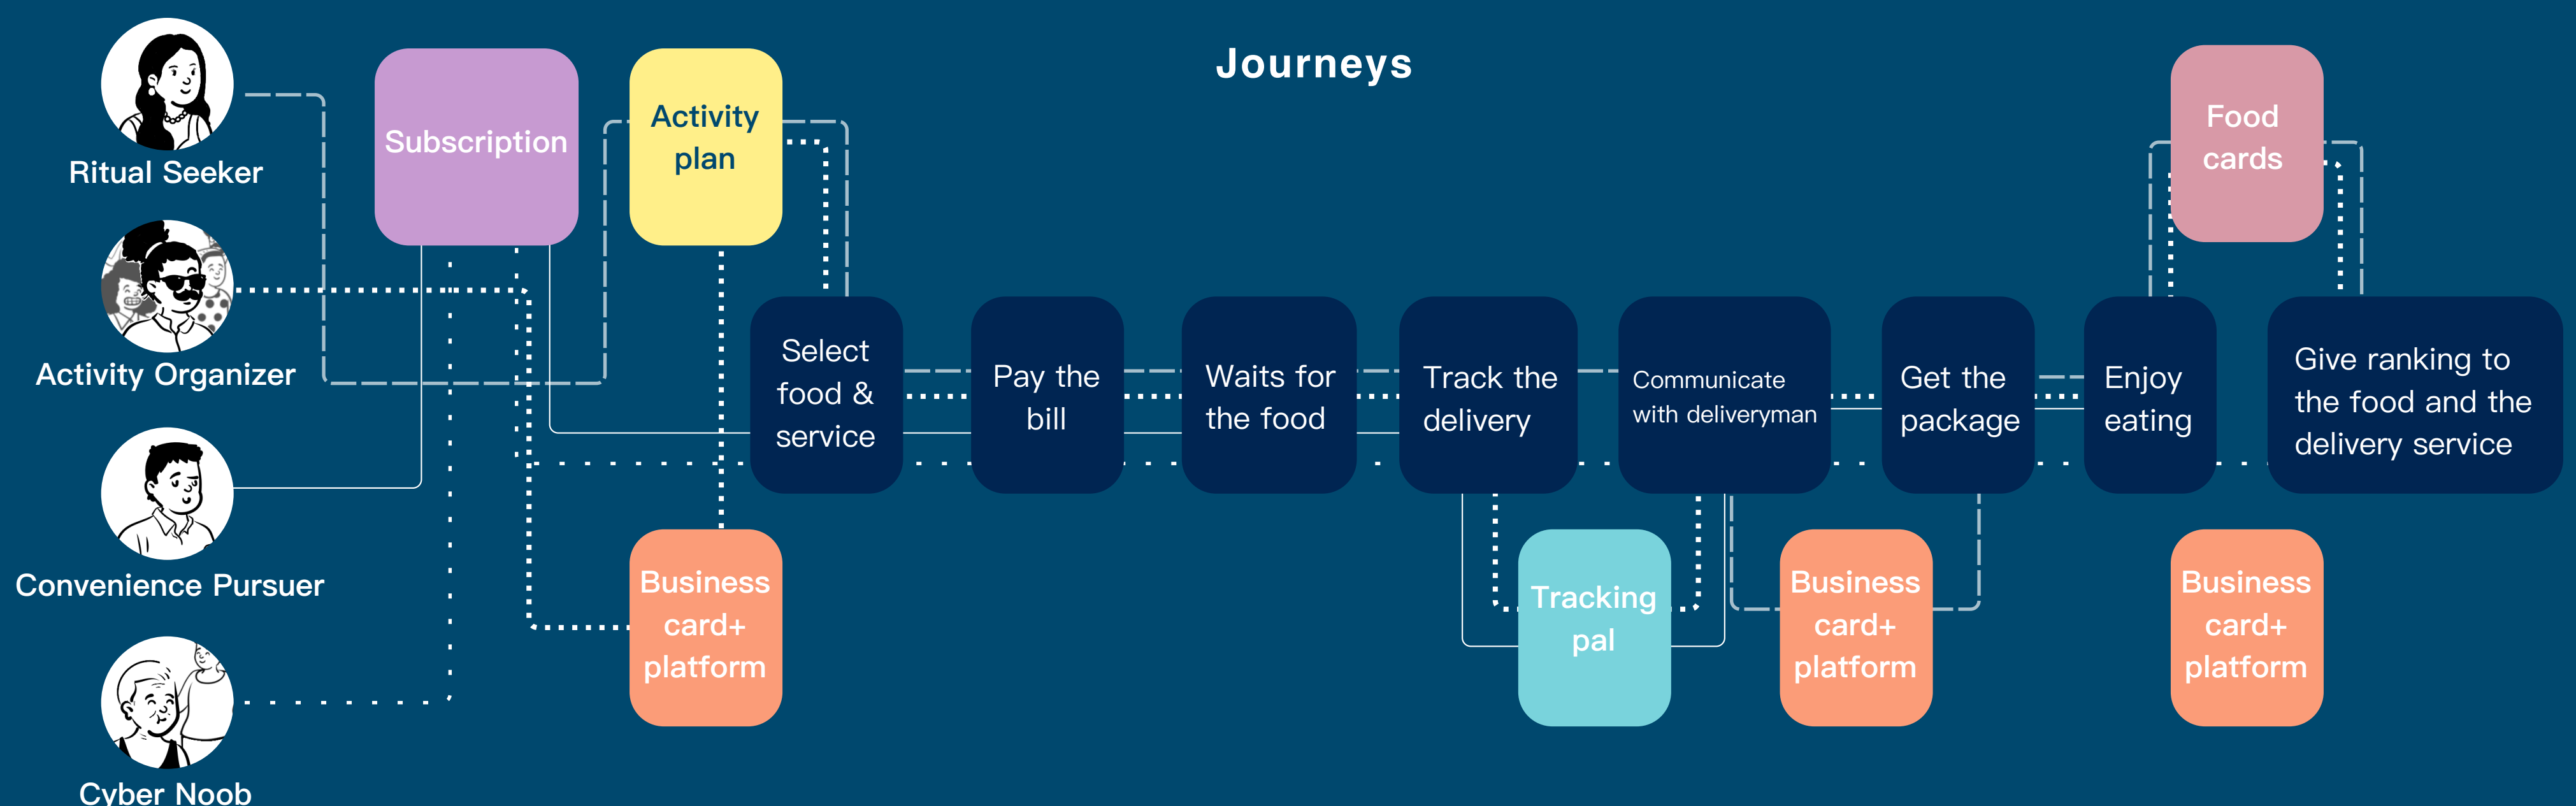 Journeys
Ritual Seeker
Activity Organizer
Convenience Pursuer
Cyber Noob
Subscription
Activity
plan
Business
card+
platform
Select
food &
service
Pay the
bill
Waits for
the food
Track the
delivery
Tracking
pal
Communicate
with deliveryman
Business
card+
platform
Get the
package
Enjoy
eating
Food
cards
Give ranking to
the food and the
delivery service
Business
card+
platform